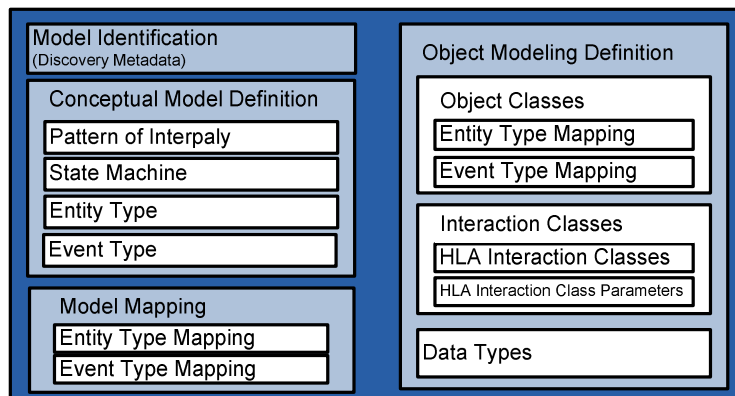 Model Identification
(Discovery Metadata)
Conceptual Model Definition
Pattern of Interpaly
State Machine
Entity Type
Event Type
Model Mapping
Entity Type Mapping
Event Type Mapping
Object Modeling Definition
Object Classes
Entity Type Mapping
Event Type Mapping
Interaction Classes
HLA Interaction Classes
HLA Interaction Class Parameters
Data Types